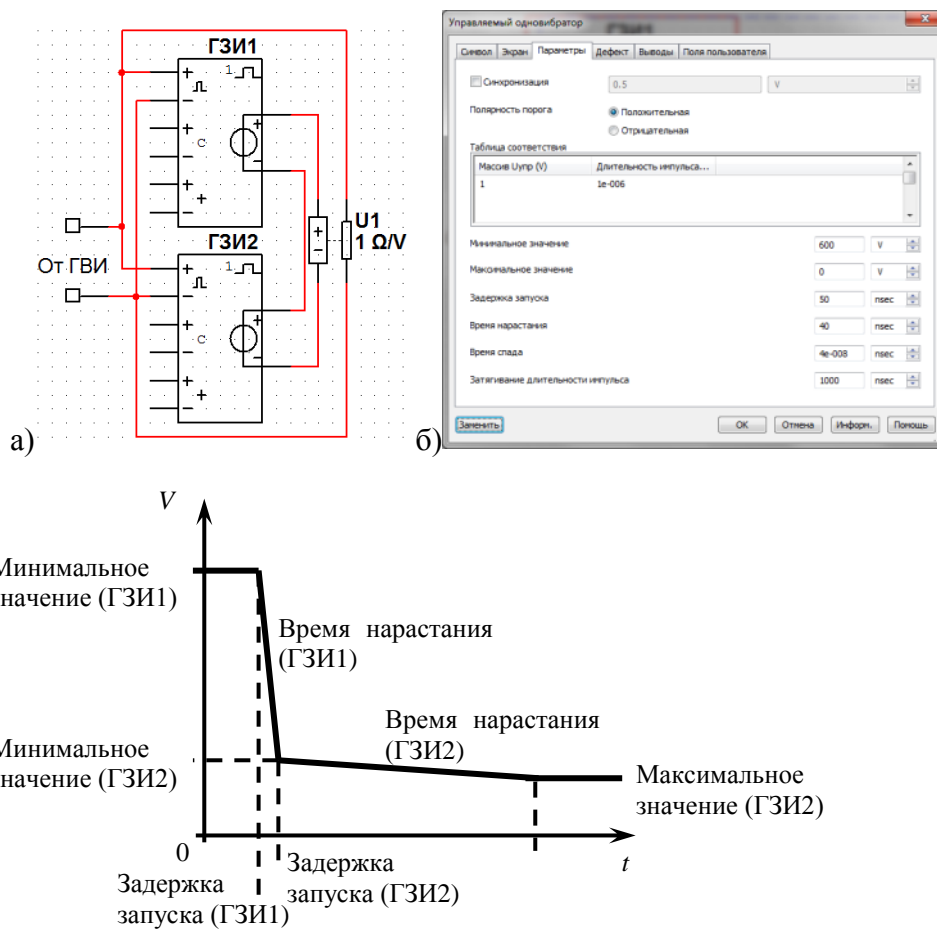 ГЗИ1
1
+
−
C
+
−
+
+
−
+
−
ГЗИ2
1
+
−
C
+
−
+
+
−
+
−
От ГВИ
+
−
U1
1 Ω/V
а)
Управляемый одновибратор
Символ Экран Параметры Дефект Выводы Поля пользователя
Синхронизация 0.5 V
Полярность порога Положительная
Отрицательная
Таблица соответствия
Массив Uупр (V) Длительность импульса...
1 1e-006
Минимальное значение 600 V
Максимальное значение 0 V
Задержка запуска 50 nsec
Время нарастания 40 nsec
Время спада 4e-008 nsec
Затягивание длительности импульса 1000 nsec
Заменить OK Отмена Информ. Помощь
б)
V
Минимальное
значение (ГЗИ1)
Время нарастания
(ГЗИ1)
Время нарастания
(ГЗИ2)
Минимальное
значение (ГЗИ2)
Максимальное
значение (ГЗИ2)
0
t
Задержка
запуска (ГЗИ1)
Задержка
запуска (ГЗИ2)